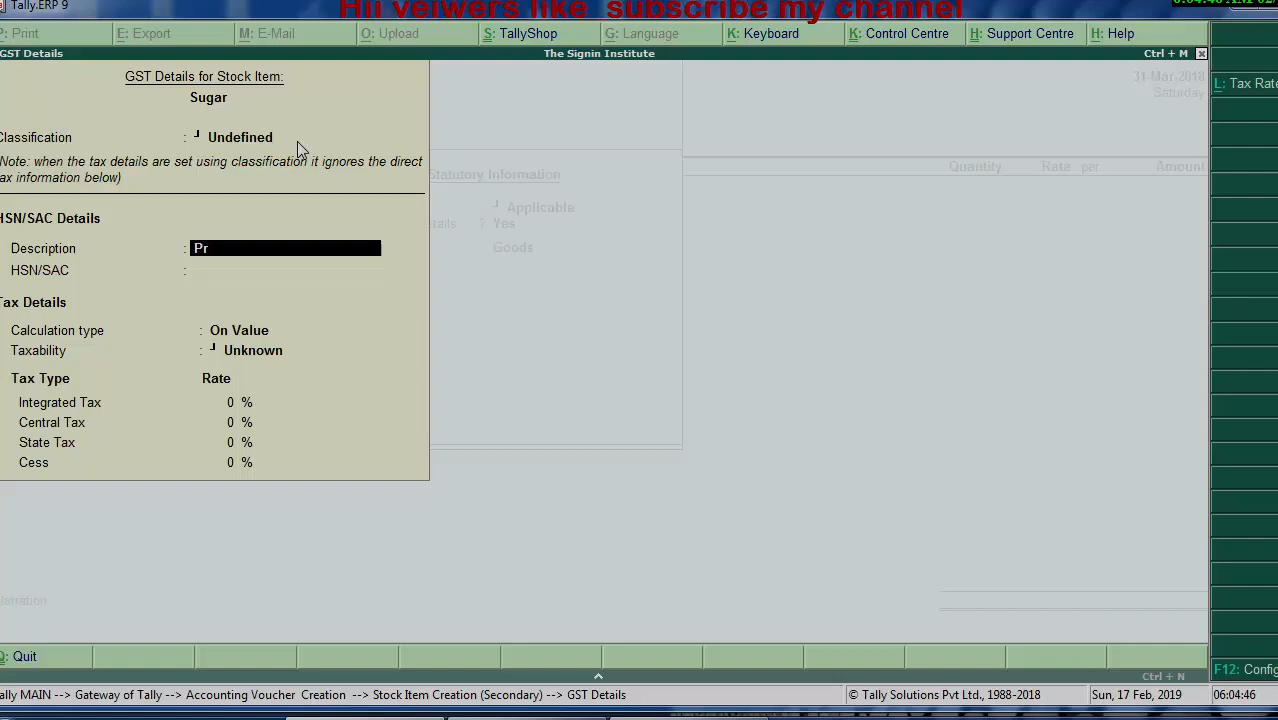 Tally.ERP 9
Hii veiwers like subscribe my channel
P: Print
E: Export
M: E-Mail
O: Upload
S: TallyShop
G: Language
K: Keyboard
K: Control Centre
H: Support Centre
H: Help
GST Details
The Signin Institute
Ctrl + M
GST Details for Stock Item:
Sugar
31-Mar-2018
Saturday
L: Tax Rate
Classification : Undefined
(Note: when the tax details are set using classification it ignores the direct
tax information below)
Quantity Rate per Amount
Statutory Information
Applicable
etails ? Yes
Goods
HSN/SAC Details
Description : Pr
HSN/SAC :
Tax Details
Calculation type : On Value
Taxability : Unknown
Tax Type Rate
Integrated Tax 0 %
Central Tax 0 %
State Tax 0 %
Cess 0 %
Narration
Q: Quit
F12: Config
Ctrl + N
Tally MAIN --> Gateway of Tally --> Accounting Voucher Creation --> Stock Item Creation (Secondary) --> GST Details
© Tally Solutions Pvt Ltd., 1988-2018
Sun, 17 Feb, 2019
06:04:46